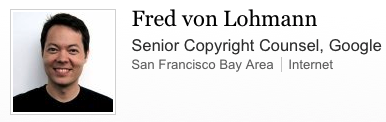 Fred von Lohmann
Senior Copyright Counsel, Google
San Francisco Bay Area | Internet